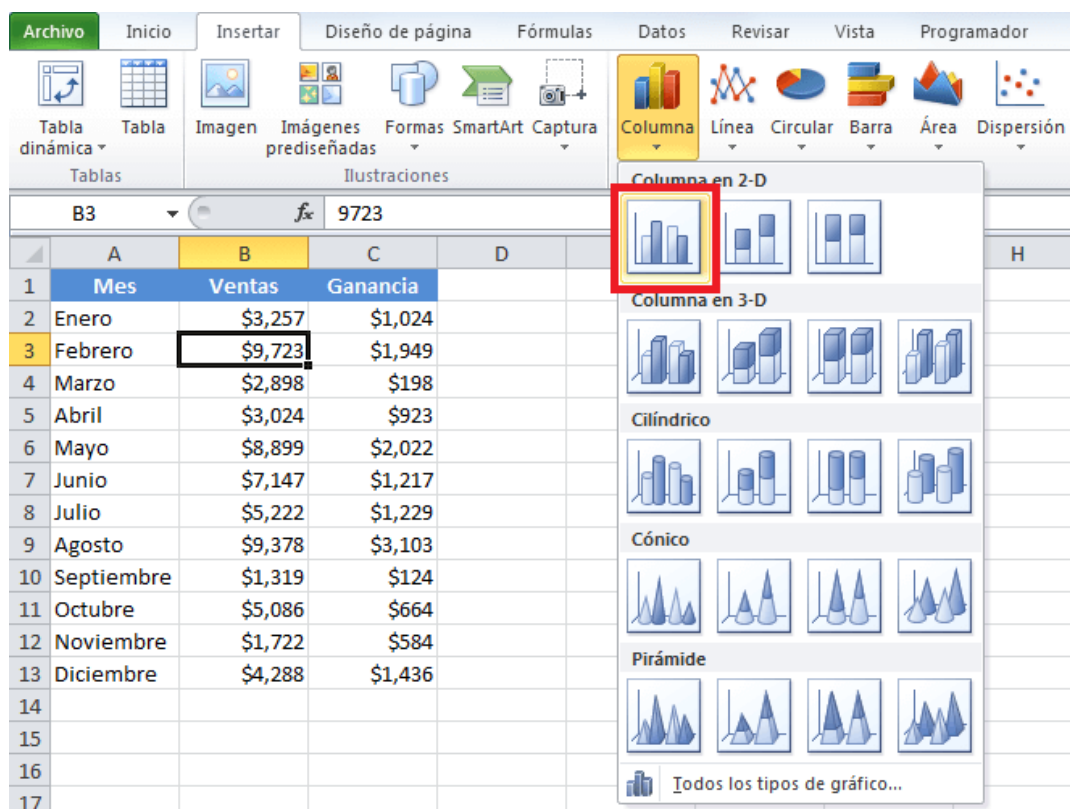 Archivo Inicio Insertar Diseño de página Fórmulas Datos Revisar Vista Programador
Tabla dinámica Tabla Imagen Imágenes prediseñadas Formas SmartArt Captura Columna Línea Circular Barra Área Dispersión
Tablas Ilustraciones
B3 fx 9723
A B C D H
1 Mes Ventas Ganancia
2 Enero $3,257 $1,024
3 Febrero $9,723 $1,949
4 Marzo $2,898 $198
5 Abril $3,024 $923
6 Mayo $8,899 $2,022
7 Junio $7,147 $1,217
8 Julio $5,222 $1,229
9 Agosto $9,378 $3,103
10 Septiembre $1,319 $124
11 Octubre $5,086 $664
12 Noviembre $1,722 $584
13 Diciembre $4,288 $1,436
14
15
16
17
Columna en 2-D
Columna en 3-D
Cilíndrico
Cónico
Pirámide
Todos los tipos de gráfico...